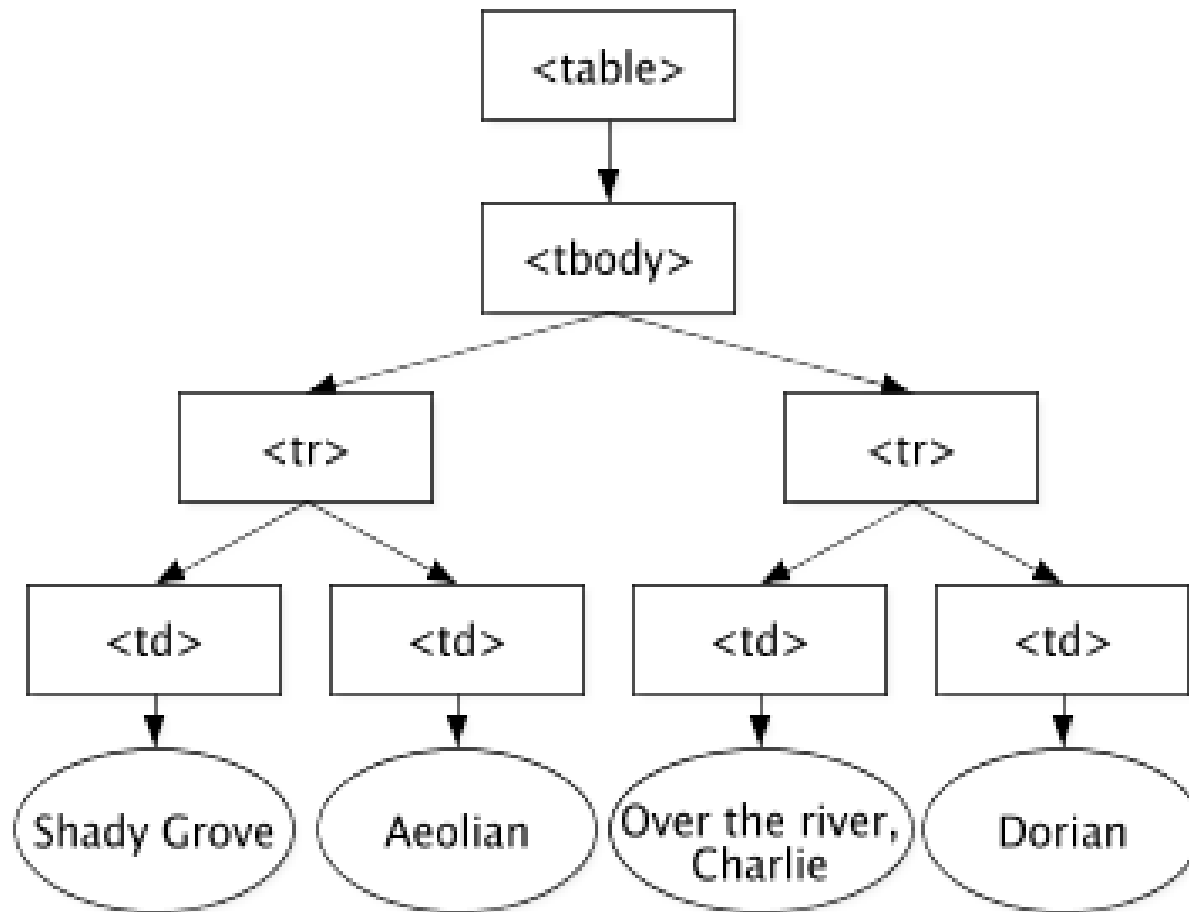 <table>
<tbody>
<tr>
<tr>
<td>
<td>
<td>
<td>
Shady Grove
Aeolian
Over the river,
Charlie
Dorian